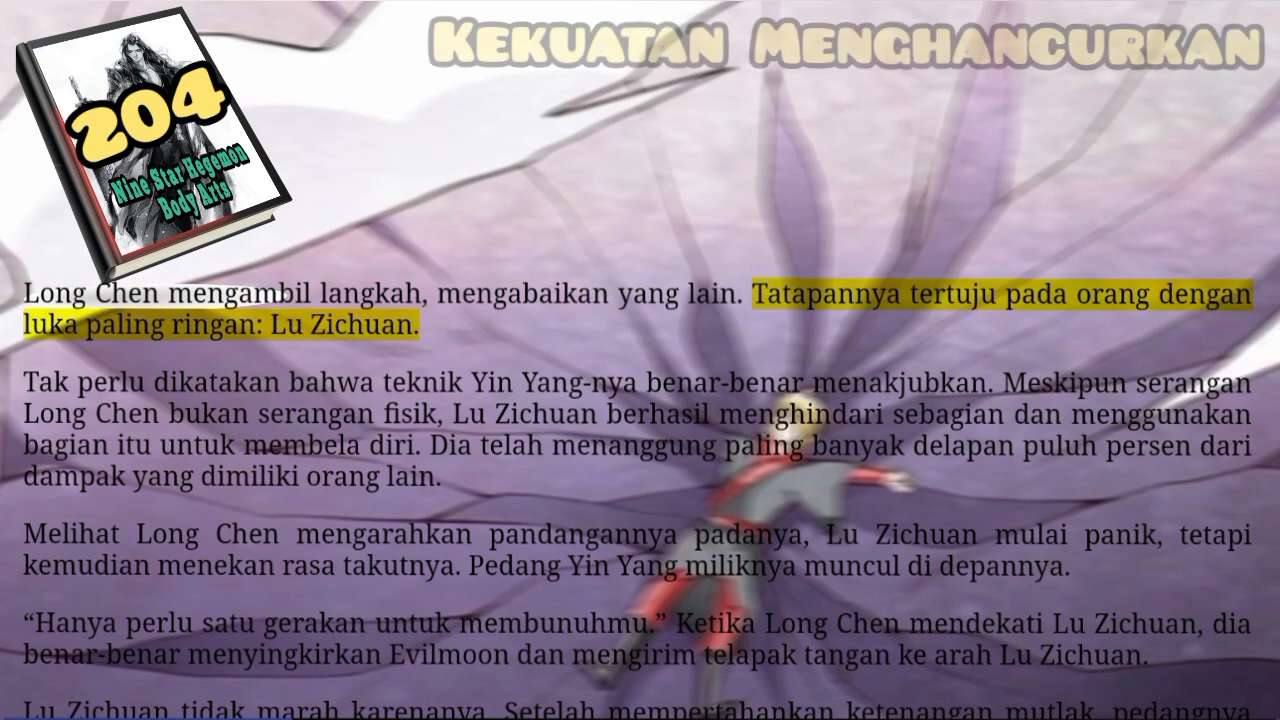 KEKUATAN MENGHANCURKAN
204
Nine Star Hegemon
Body Arts
Long Chen mengambil langkah, mengabaikan yang lain. Tatapannya tertuju pada orang dengan
luka paling ringan: Lu Zichuan.
Tak perlu dikatakan bahwa teknik Yin Yang-nya benar-benar menakjubkan. Meskipun serangan
Long Chen bukan serangan fisik, Lu Zichuan berhasil menghindari sebagian dan menggunakan
bagian itu untuk membela diri. Dia telah menanggung paling banyak delapan puluh persen dari
dampak yang dimiliki orang lain.
Melihat Long Chen mengarahkan pandangannya padanya, Lu Zichuan mulai panik, tetapi
kemudian menekan rasa takutnya. Pedang Yin Yang miliknya muncul di depannya.
“Hanya perlu satu gerakan untuk membunuhmu.” Ketika Long Chen mendekati Lu Zichuan, dia
benar-benar menyingkirkan Evilmoon dan mengirim telapak tangan ke arah Lu Zichuan.
Lu Zichuan tidak marah karenanya. Setelah mempertahankan ketenangan mutlak, pedangnya